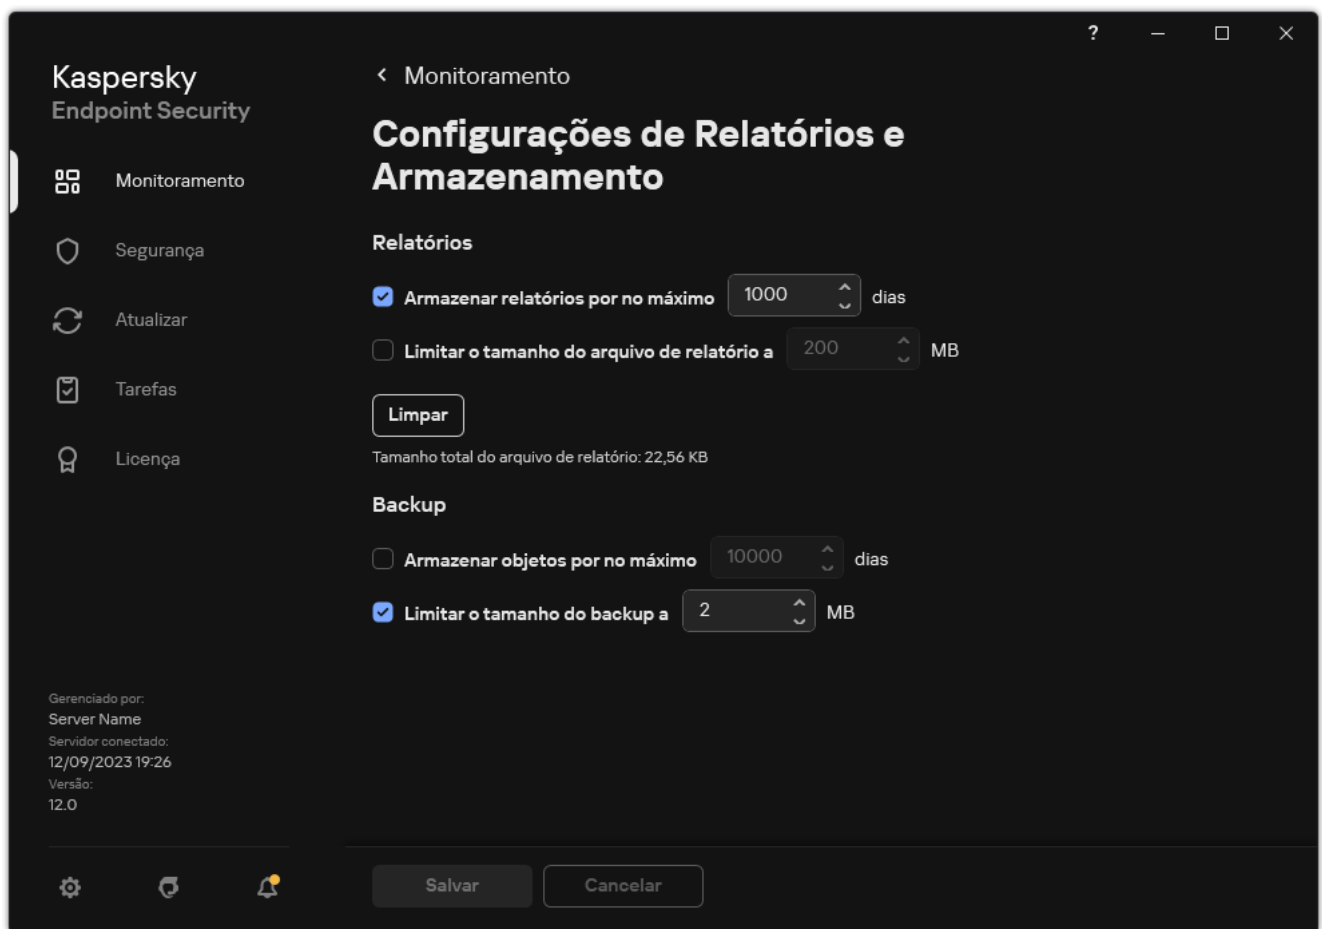 ?
Kaspersky
Endpoint Security
Monitoramento
Segurança
Atualizar
Tarefas
Licença
Gerenciado por:
Server Name
Servidor conectado:
12/09/2023 19:26
Versão:
12.0
Monitoramento
Configurações de Relatórios e
Armazenamento
Relatórios
Armazenar relatórios por no máximo 1000 dias
Limitar o tamanho do arquivo de relatório a 200 MB
Limpar
Tamanho total do arquivo de relatório: 22,56 KB
Backup
Armazenar objetos por no máximo 10000 dias
Limitar o tamanho do backup a 2 MB
Salvar Cancelar